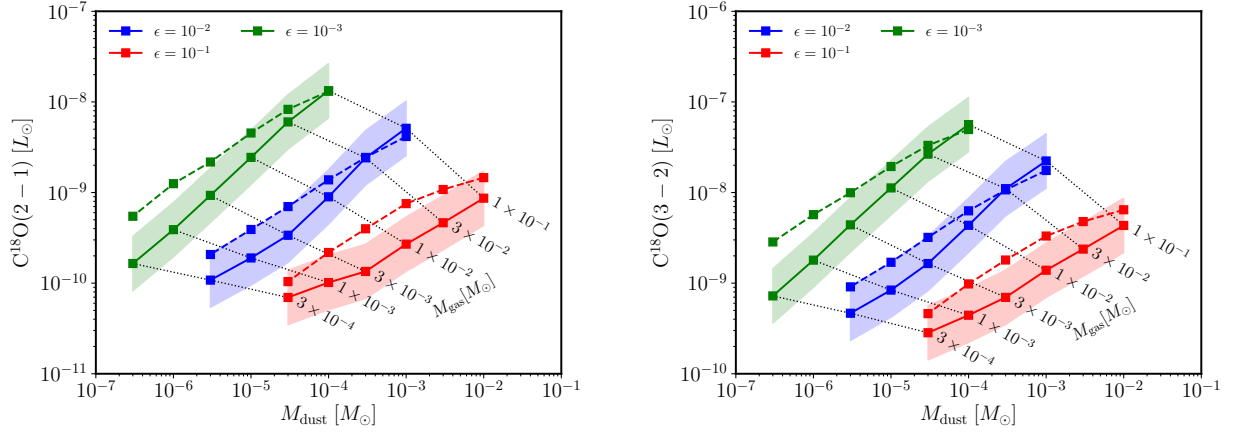 10⁻⁷
10⁻⁸
10⁻⁹
10⁻¹⁰
10⁻¹¹
C¹⁸O(2 − 1) [L⊙]
ϵ = 10⁻²
ϵ = 10⁻¹
ϵ = 10⁻³
1 × 10⁻¹
3 × 10⁻²
1 × 10⁻²
3 × 10⁻³
1 × 10⁻³
3 × 10⁻⁴
M_gas[M⊙]
10⁻⁷ 10⁻⁶ 10⁻⁵ 10⁻⁴ 10⁻³ 10⁻² 10⁻¹
M_dust [M⊙]
10⁻⁶
10⁻⁷
10⁻⁸
10⁻⁹
10⁻¹⁰
C¹⁸O(3 − 2) [L⊙]
ϵ = 10⁻²
ϵ = 10⁻¹
ϵ = 10⁻³
1 × 10⁻¹
3 × 10⁻²
1 × 10⁻²
3 × 10⁻³
1 × 10⁻³
3 × 10⁻⁴
M_gas[M⊙]
10⁻⁷ 10⁻⁶ 10⁻⁵ 10⁻⁴ 10⁻³ 10⁻² 10⁻¹
M_dust [M⊙]